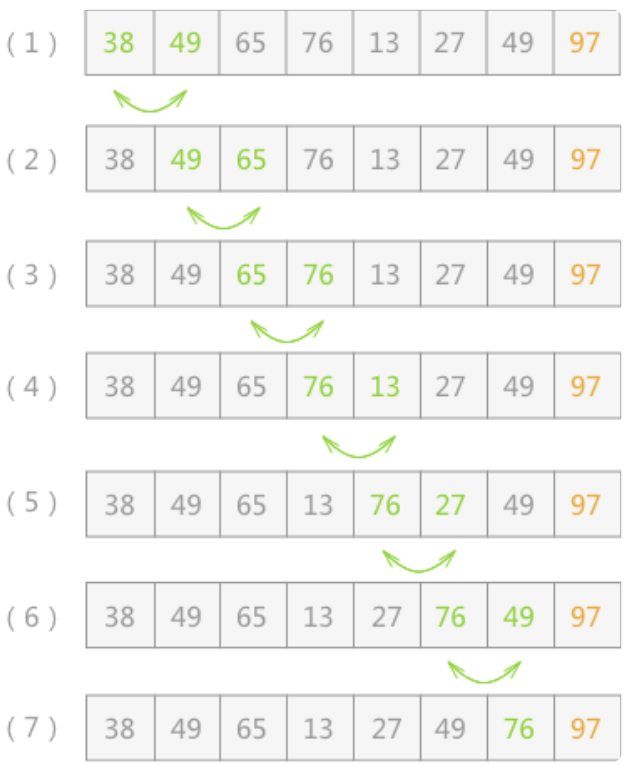 (1) 38 49 65 76 13 27 49 97
(2) 38 49 65 76 13 27 49 97
(3) 38 49 65 76 13 27 49 97
(4) 38 49 65 76 13 27 49 97
(5) 38 49 65 13 76 27 49 97
(6) 38 49 65 13 27 76 49 97
(7) 38 49 65 13 27 49 76 97